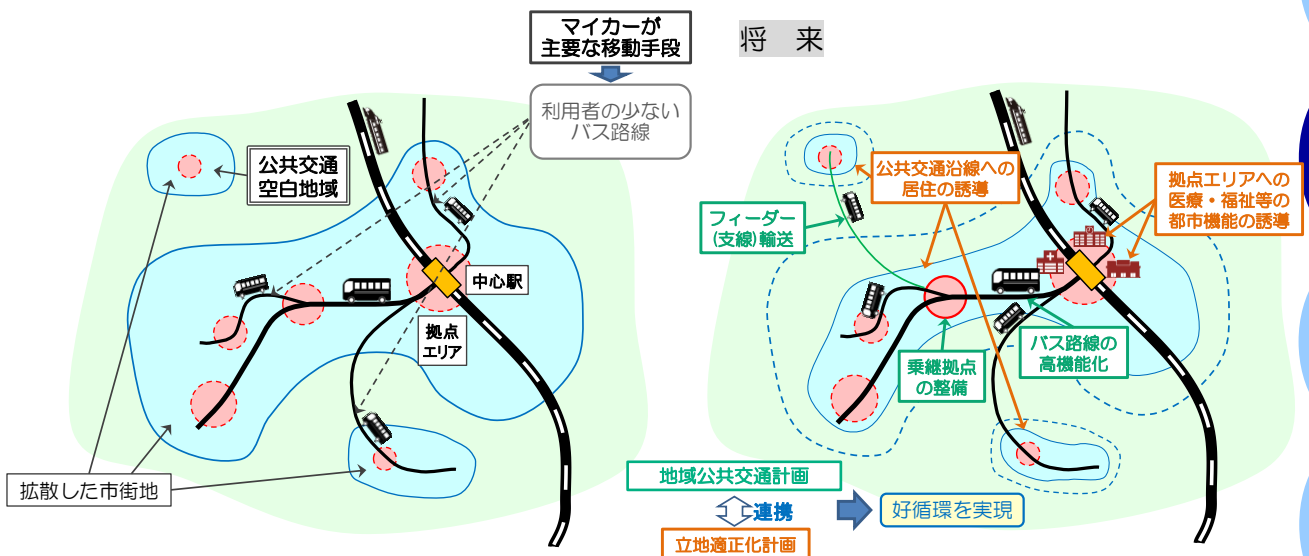 マイカーが
主要な移動手段
将　来
利用者の少ない
バス路線
公共交通
空白地域
中心駅
拠点
エリア
拡散した市街地
公共交通沿線への
居住の誘導
拠点エリアへの
医療・福祉等の
都市機能の誘導
フィーダー
(支線)輸送
乗継拠点
の整備
バス路線の
高機能化
地域公共交通計画
連携
好循環を実現
立地適正化計画